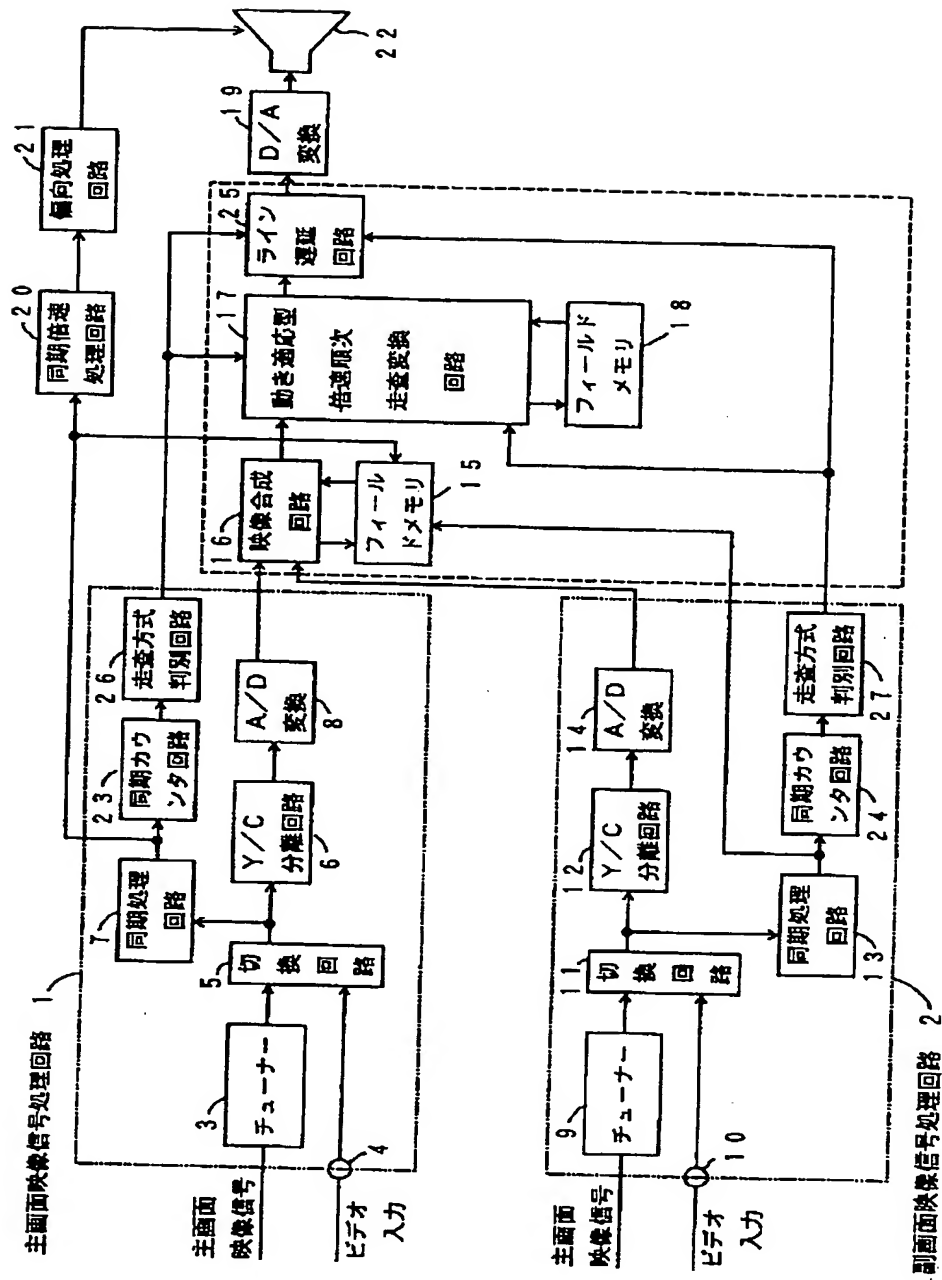 主画面映像信号処理回路
1
主画面
映像信号
3
チューナー
ビデオ
入力
4
5
切
換
回
路
7
同期処理
回路
Y/C
分離回路
6
23
同期カウ
ンタ回路
26
走査方式
判別回路
A/D
変換
8
主画面
映像信号
9
チューナー
ビデオ
入力
10
11
切
換
回
路
12
Y/C
分離回路
同期処理
回路
13
14
A/D
変換
同期カウ
ンタ回路
24
走査方式
判別回路
27
副画面映像信号処理回路 2
16
映像合成
回路
フィール
ドメモリ
15
17
動き適応型
倍速順次
走査変換
回路
フィールド
メモリ
18
25
ライン
遅延
回路
19
D/A
変換
20
同期倍速
処理回路
21
偏向処理
回路
22